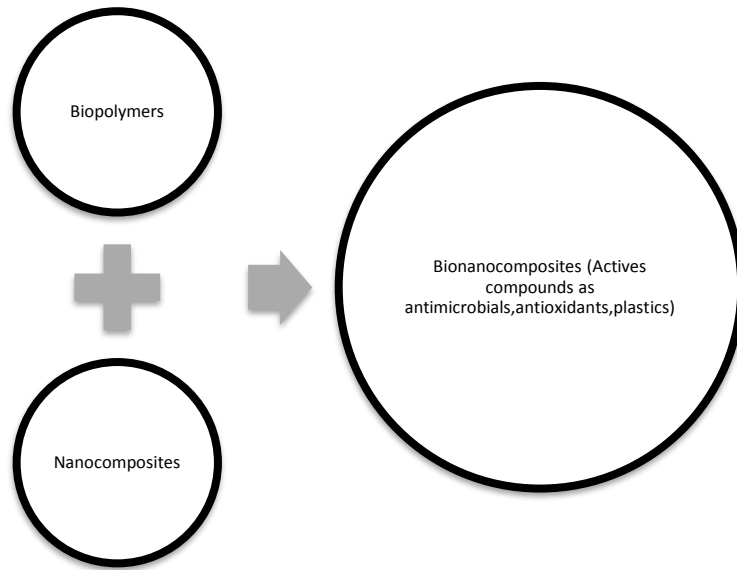 Biopolymers
Bionanocomposites (Actives
compounds as
antimicrobials,antioxidants,plastics)
Nanocomposites